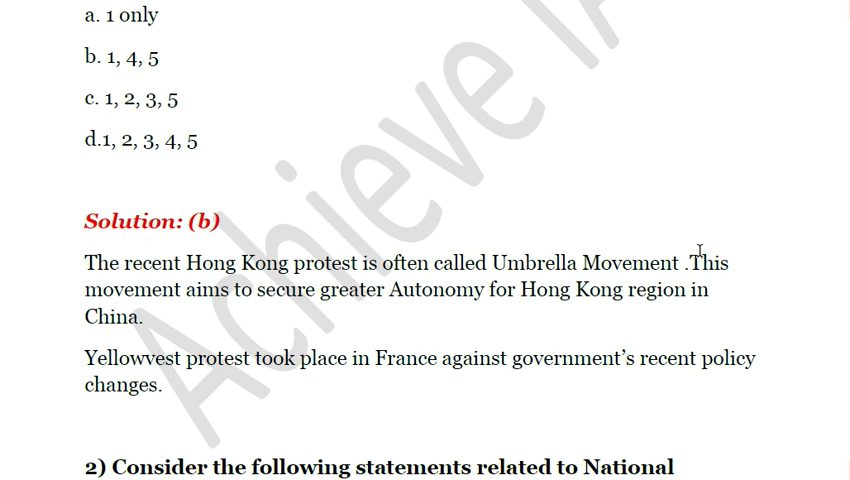 a. 1 only
b. 1, 4, 5
c. 1, 2, 3, 5
d.1, 2, 3, 4, 5
Solution: (b)
The recent Hong Kong protest is often called Umbrella Movement .This
movement aims to secure greater Autonomy for Hong Kong region in
China.
Yellowvest protest took place in France against government’s recent policy
changes.
2) Consider the following statements related to National
Achieve